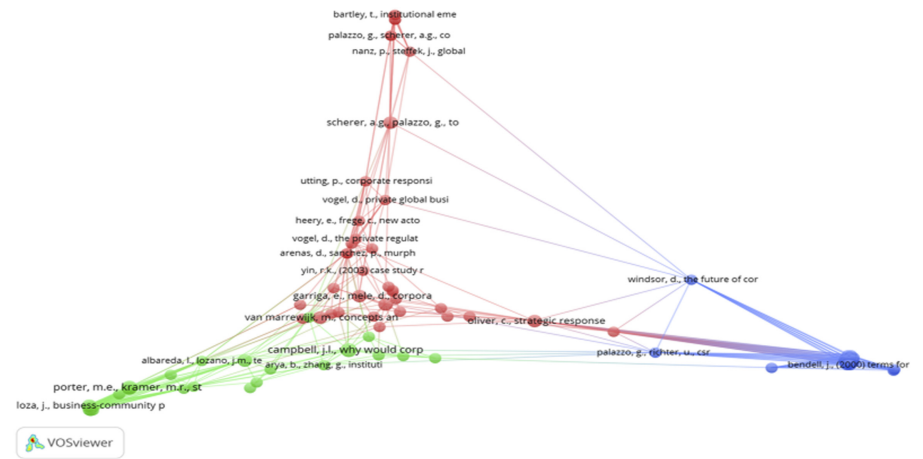 bartley, t., institutional eme
palazzo, g., scherer, a.g., co
nanz, p., steffek, j., global
scherer, a.g., palazzo, g., to
utting, p., corporate responsi
vogel, d., private global busi
heery, e., frege, c., new acto
vogel, d., the private regulat
arenas, d., sanchez, p., murph
yin, r.k., (2003) case study r
windsor, d., the future of cor
garriga, e., mele, d., corpora
van marrewijk, m., concepts an
oliver, c., strategic response
campbell, j.l., why would corp
palazzo, g., richter, u., csr
albareda, l., lozano, j.m., te
arya, b., zhang, g., instituti
bendell, j., (2000) terms for
porter, m.e., kramer, m.r., st
loza, j., business-community p
VOSviewer